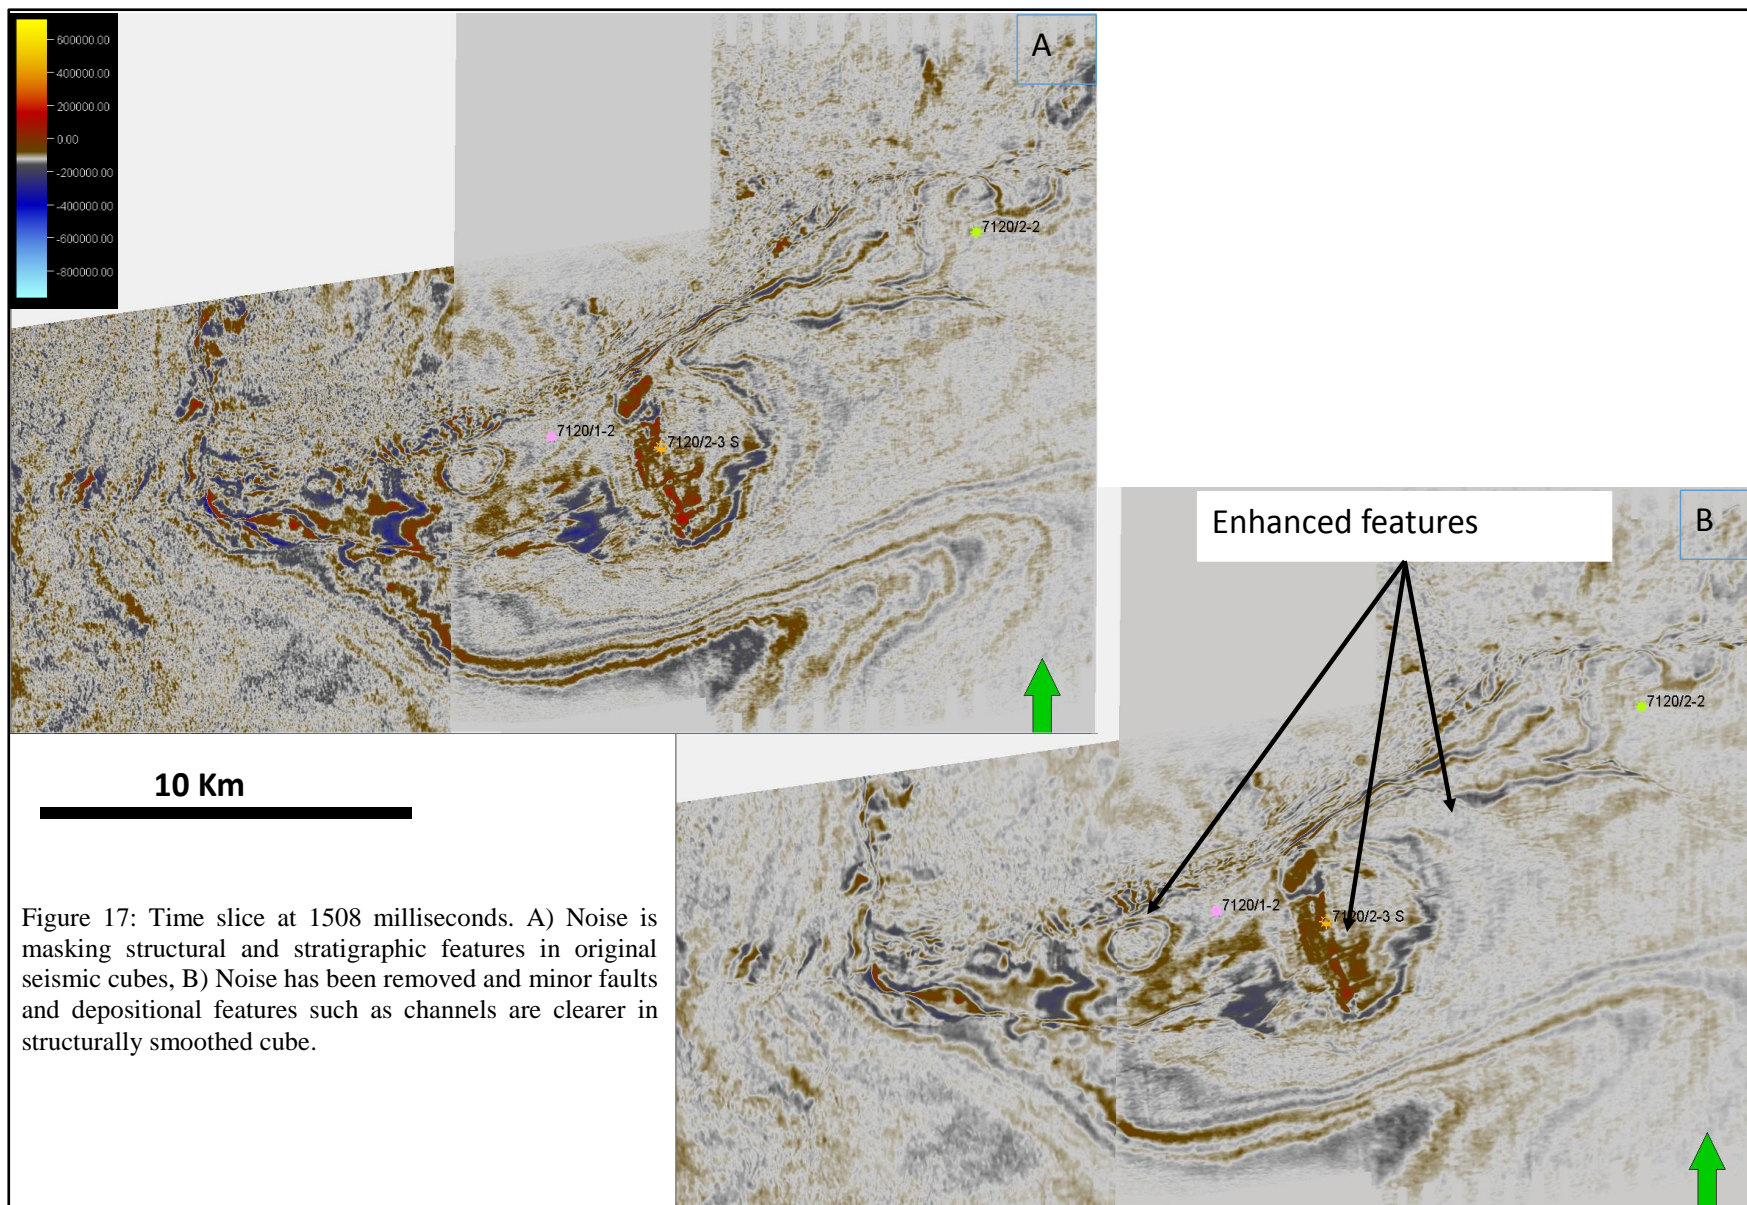 600000.00
400000.00
200000.00
0.00
-200000.00
-400000.00
-600000.00
-800000.00
A
7120/2-2
7120/1-2
7120/2-3 S
Enhanced features
B
7120/2-2
7120/1-2
7120/2-3 S
10 Km
Figure 17: Time slice at 1508 milliseconds. A) Noise is
masking structural and stratigraphic features in original
seismic cubes, B) Noise has been removed and minor faults
and depositional features such as channels are clearer in
structurally smoothed cube.